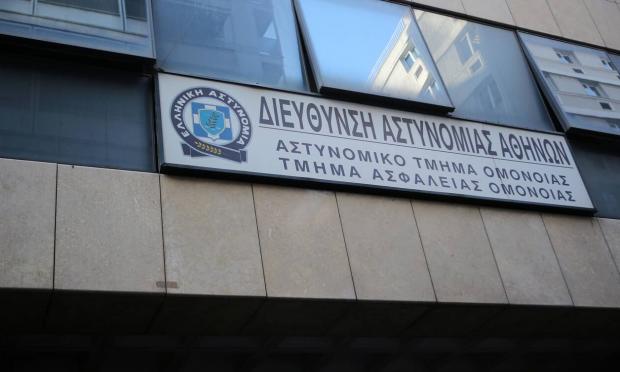 ΕΛΛΗΝΙΚΗ ΑΣΤΥΝΟΜΙΑ
ΔΙΕΥΘΥΝΣΗ ΑΣΤΥΝΟΜΙΑΣ ΑΘΗΝΩΝ
ΑΣΤΥΝΟΜΙΚΟ ΤΜΗΜΑ ΟΜΟΝΟΙΑΣ
ΤΜΗΜΑ ΑΣΦΑΛΕΙΑΣ ΟΜΟΝΟΙΑΣ